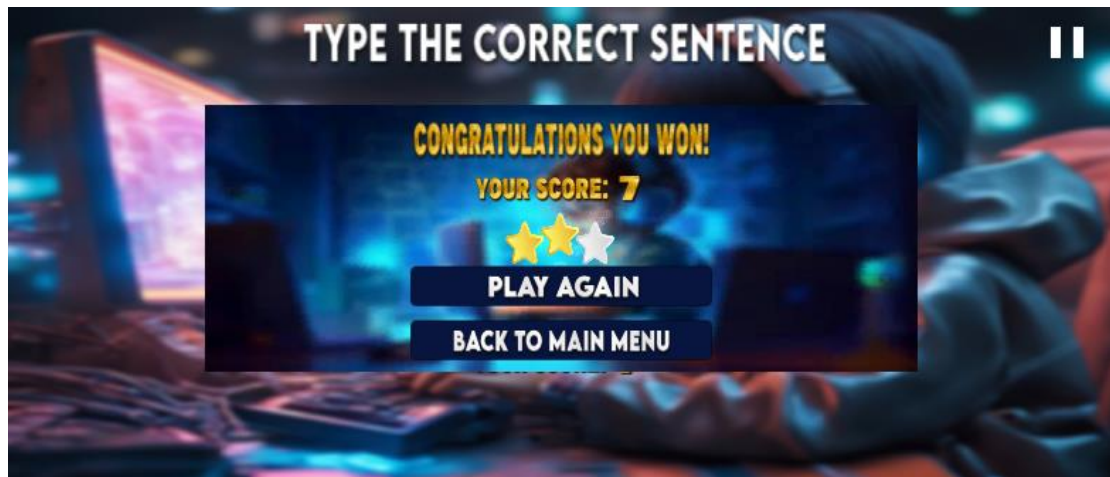 TYPE THE CORRECT SENTENCE
CONGRATULATIONS YOU WON!
YOUR SCORE: 7
PLAY AGAIN
BACK TO MAIN MENU